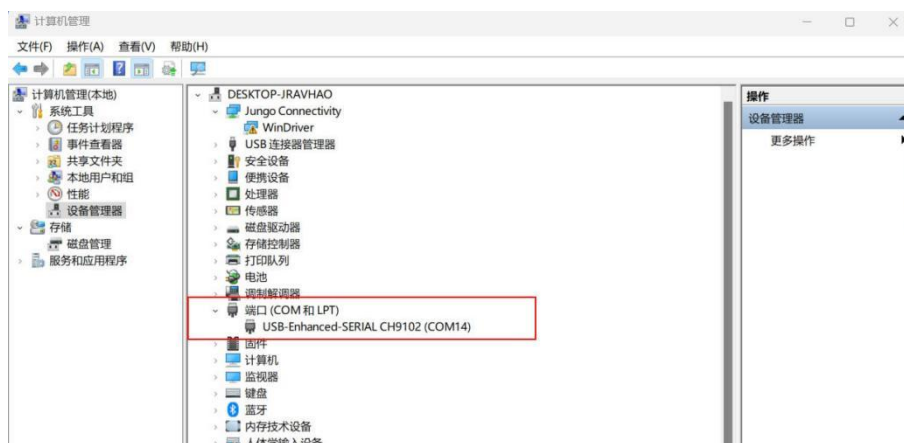 计算机管理
文件(F) 操作(A) 查看(V) 帮助(H)
计算机管理(本地)
系统工具
任务计划程序
事件查看器
共享文件夹
本地用户和组
性能
设备管理器
存储
磁盘管理
服务和应用程序
DESKTOP-JRAVHAO
Jungo Connectivity
WinDriver
USB 连接器管理器
安全设备
便携设备
处理器
传感器
磁盘驱动器
存储控制器
打印队列
电池
调制解调器
端口 (COM 和 LPT)
USB-Enhanced-SERIAL CH9102 (COM14)
固件
计算机
监视器
键盘
蓝牙
内存技术设备
人体学输入设备
操作
设备管理器
更多操作